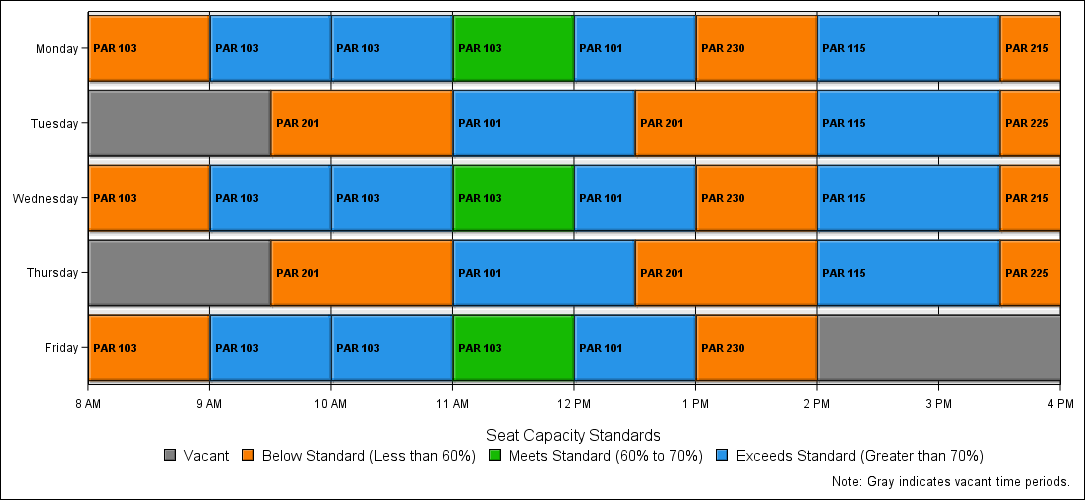 Monday PAR 103 PAR 103 PAR 103 PAR 103 PAR 101 PAR 230 PAR 115 PAR 215
Tuesday PAR 201 PAR 101 PAR 201 PAR 115 PAR 225
Wednesday PAR 103 PAR 103 PAR 103 PAR 103 PAR 101 PAR 230 PAR 115 PAR 215
Thursday PAR 201 PAR 101 PAR 201 PAR 115 PAR 225
Friday PAR 103 PAR 103 PAR 103 PAR 103 PAR 101 PAR 230
8 AM 9 AM 10 AM 11 AM 12 PM 1 PM 2 PM 3 PM 4 PM
Seat Capacity Standards
Vacant Below Standard (Less than 60%) Meets Standard (60% to 70%) Exceeds Standard (Greater than 70%)
Note: Gray indicates vacant time periods.